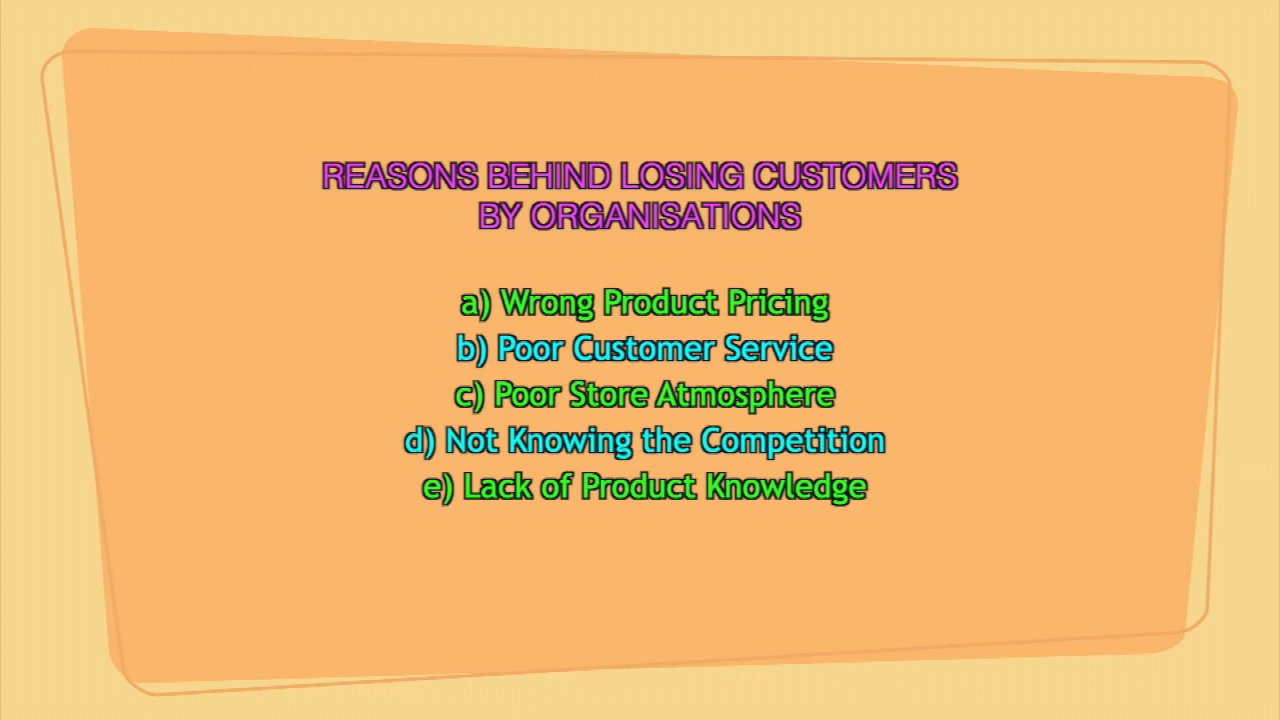 REASONS BEHIND LOSING CUSTOMERS
BY ORGANISATIONS
a) Wrong Product Pricing
b) Poor Customer Service
c) Poor Store Atmosphere
d) Not Knowing the Competition
e) Lack of Product Knowledge